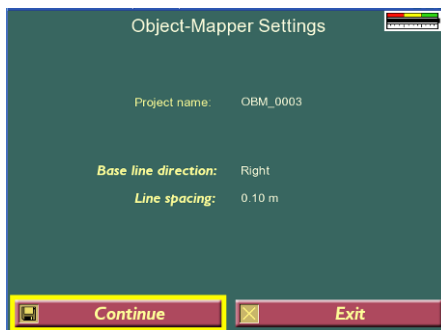 Object-Mapper Settings
Project name: OBM_0003
Base line direction: Right
Line spacing: 0.10 m
Continue Exit